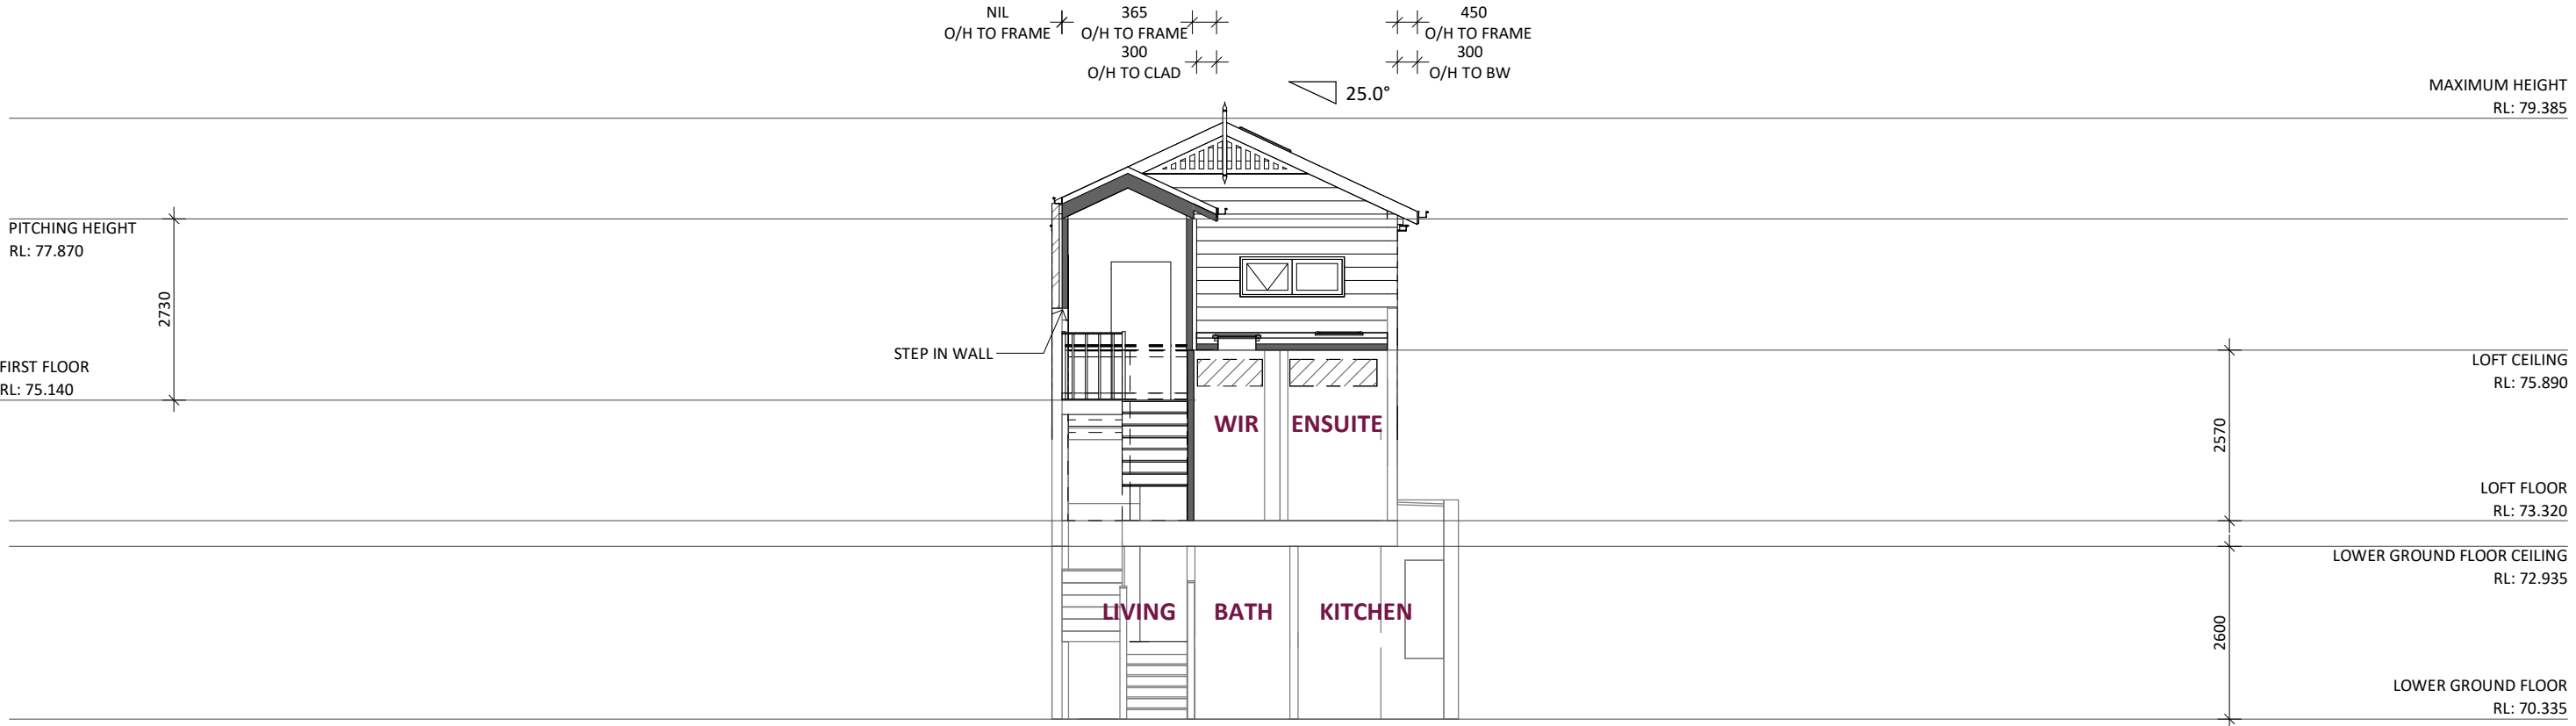 NIL
O/H TO FRAME
365
O/H TO FRAME
450
O/H TO FRAME
300
O/H TO CLAD
300
O/H TO BW
25.0°
MAXIMUM HEIGHT
RL: 79.385
PITCHING HEIGHT
RL: 77.870
2730
STEP IN WALL
FIRST FLOOR
RL: 75.140
LOFT CEILING
RL: 75.890
WIR
ENSUITE
2570
LOFT FLOOR
RL: 73.320
LOWER GROUND FLOOR CEILING
RL: 72.935
LIVING
BATH
KITCHEN
2600
LOWER GROUND FLOOR
RL: 70.335